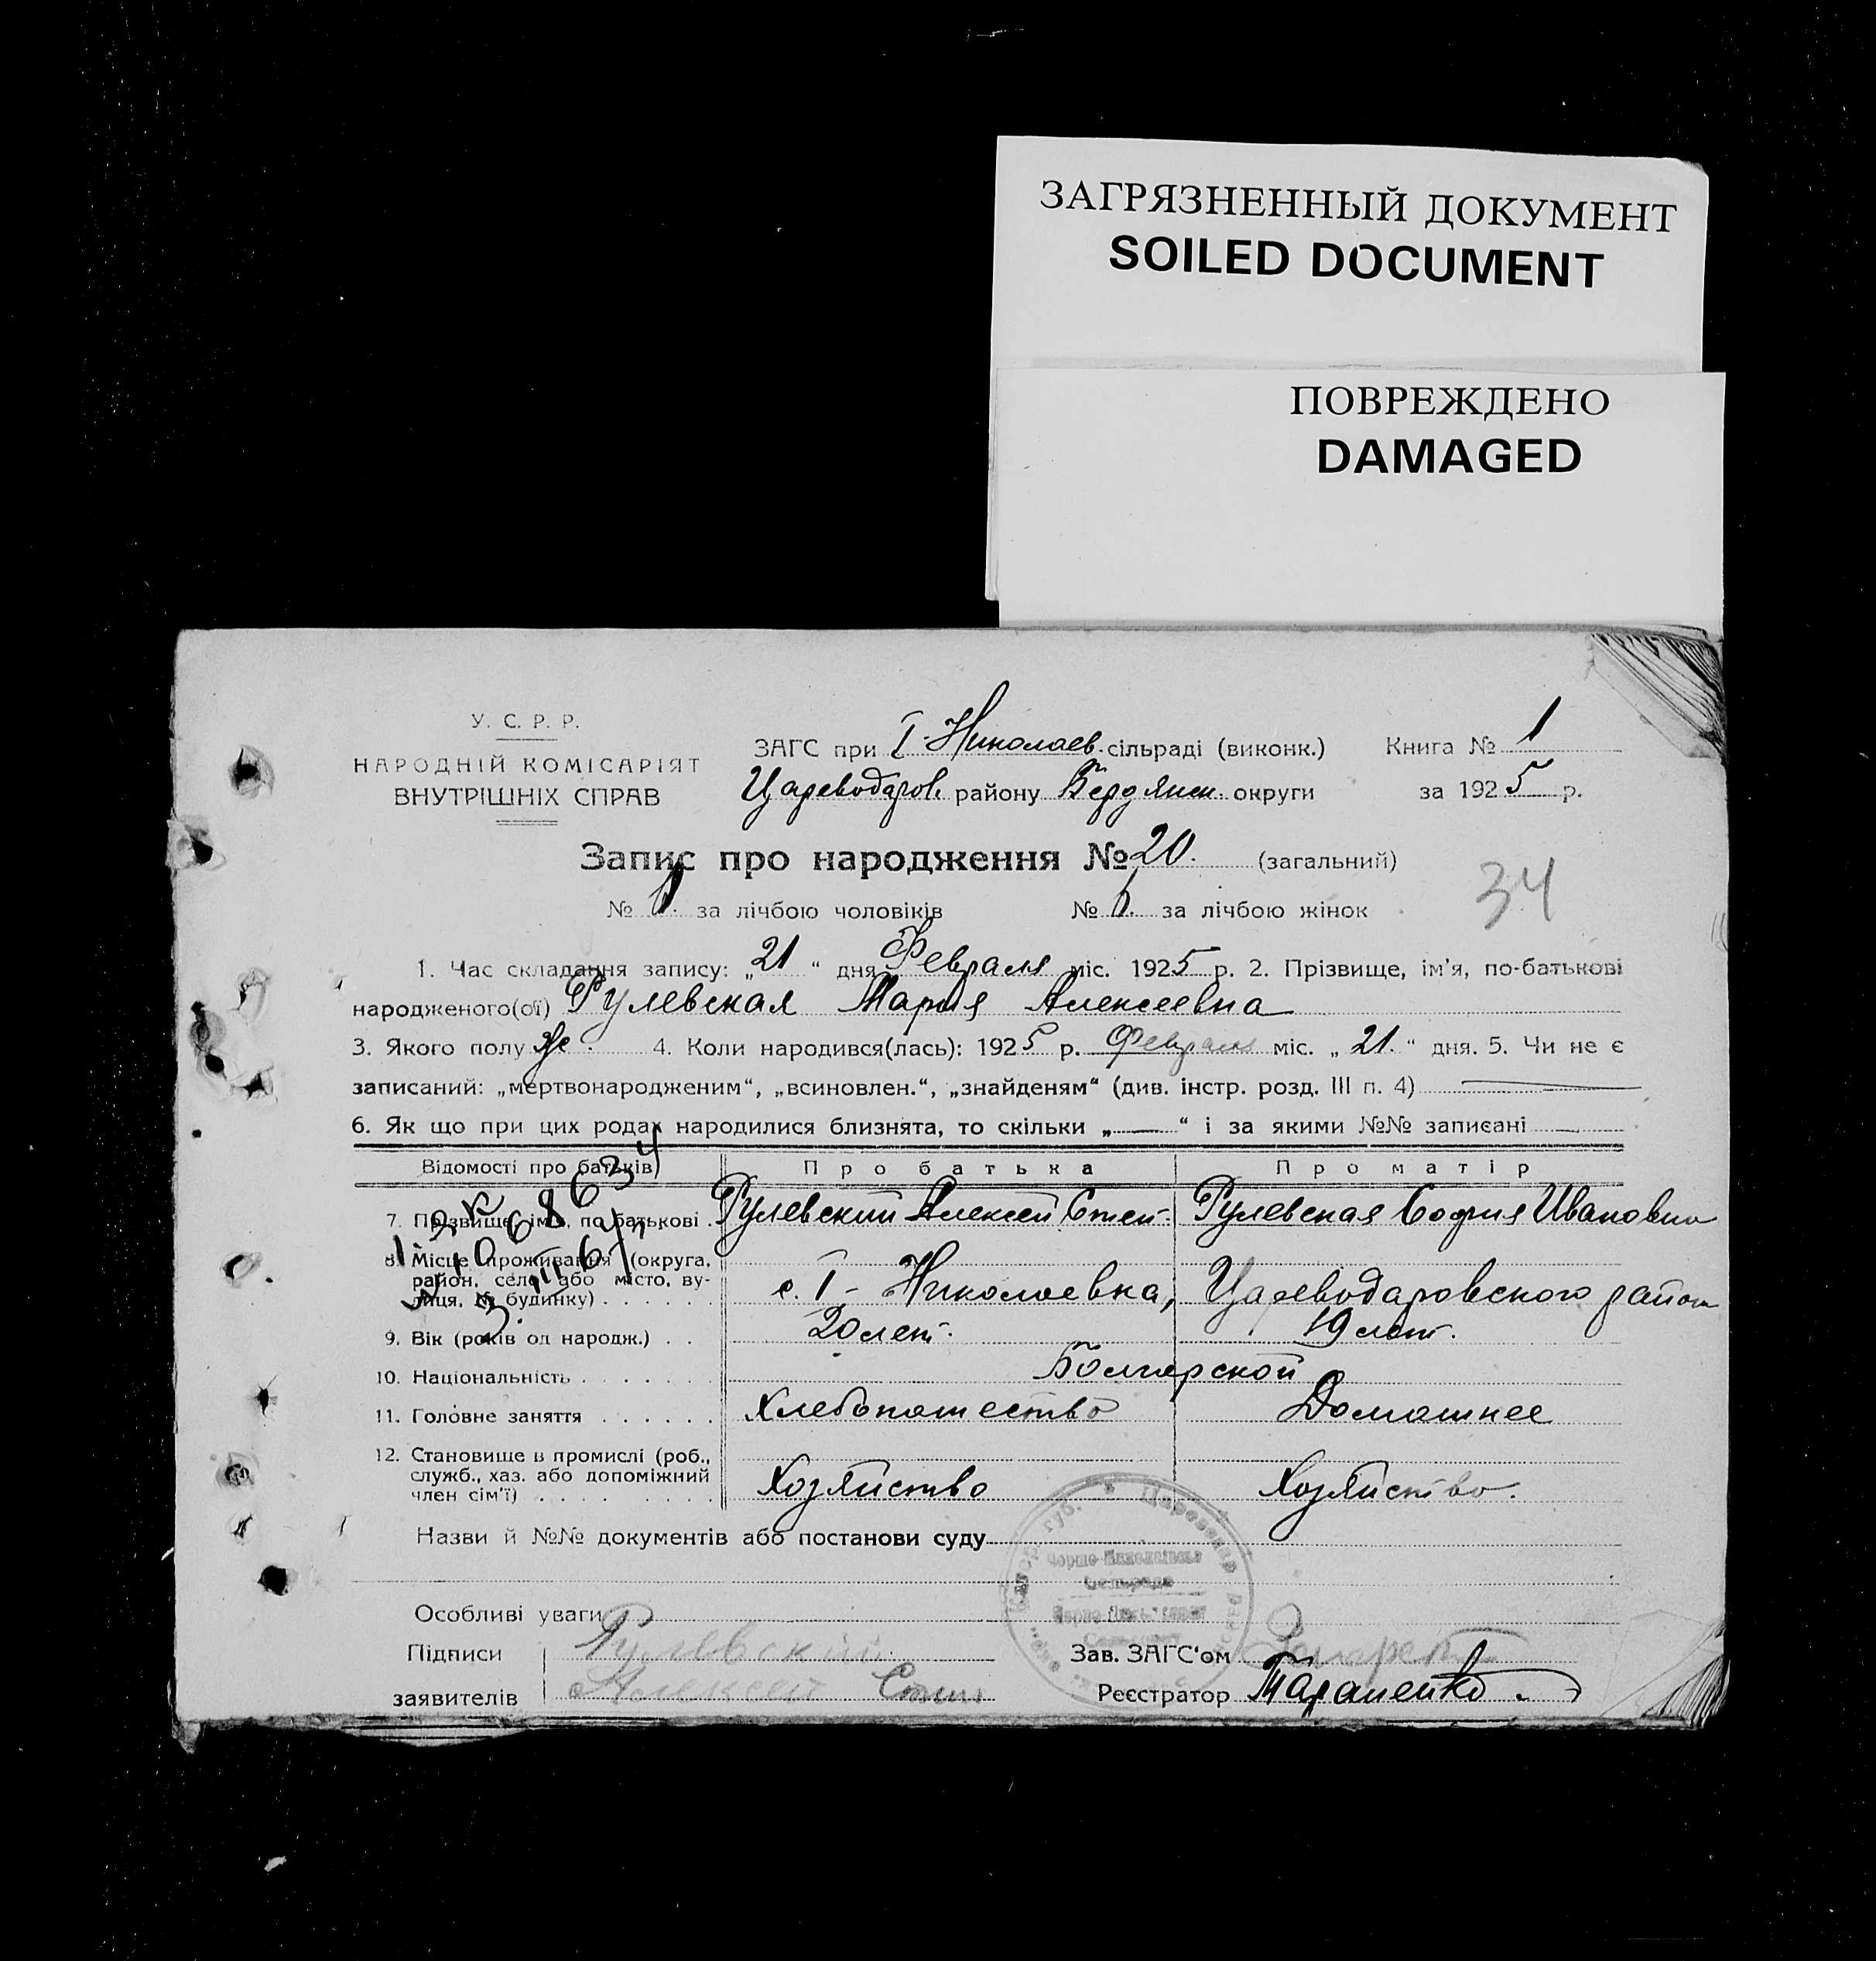 ЗАГРЯЗНЕННЫЙ ДОКУМЕНТ
SOILED DOCUMENT
ПОВРЕЖДЕНО
DAMAGED
У. С. Р. Р.
НАРОДНІЙ КОМІСАРІЯТ
ВНУТРІШНІХ СПРАВ
ЗАГС при I-Николаев. сільраді (виконк.) Книга № 1
Цареводаров. району Бердянск. округи за 1925 р.
Запис про народження № 20. (загальний)
34
№ за лічбою чоловіків № за лічбою жінок
1. Час складання запису: „21“ дня Февраля міс. 1925 р. 2. Прізвище, ім'я, по-батькові
народженого(ої) Гулевская Мария Алексеевна
3. Якого полу же. 4. Коли народився(лась): 1925 р. Февраля міс. „21.“ дня. 5. Чи не є
записаний: „мертвонародженим“, „всиновлен.“, „знайденям“ (див. інстр. розд. III п. 4)
6. Як що при цих родах народилися близнята, то скільки „—“ і за якими №№ записані —
Відомості про батьків) Про батька Про матір
7. Прізвище, ім'я, по батькові . Гулевский Алексей Степ. Гулевская София Ивановна
8. Місце проживання (округа, район, село або місто, ву-лиця, № будинку) . . . . . . с. I - Николаевка, Цареводаровского район
9. Вік (років од народж.) . . 20 лет. 19 лет.
10. Національність . . . . . . . Болгарской
11. Головне заняття . . . . . . Хлебопашество Домашнее
12. Становище в промислі (роб., служб., хаз. або допоміжний член сім'ї) . . . . . . . . Хозяйство Хозяйство.
Назви й №№ документів або постанови суду
Особливі уваги
Підписи Гулевский Зав. ЗАГС'ом
заявителів Алексей Степ Реєстратор Тараненко